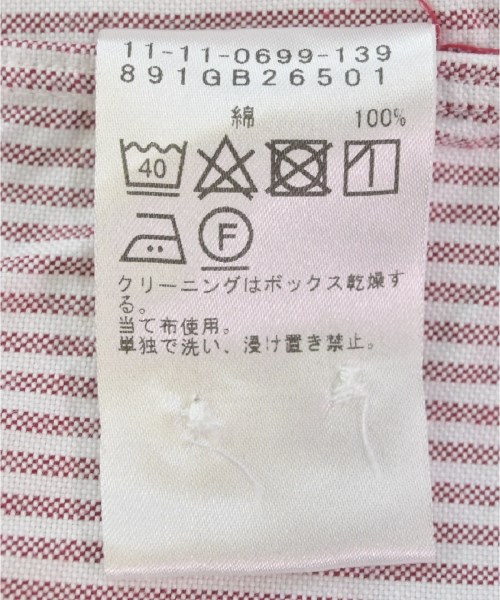 11-11-0699-139
891GB26501
綿 100%
40
F
クリーニングはボックス乾燥す
る。
当て布使用。
単独で洗い、浸け置き禁止。